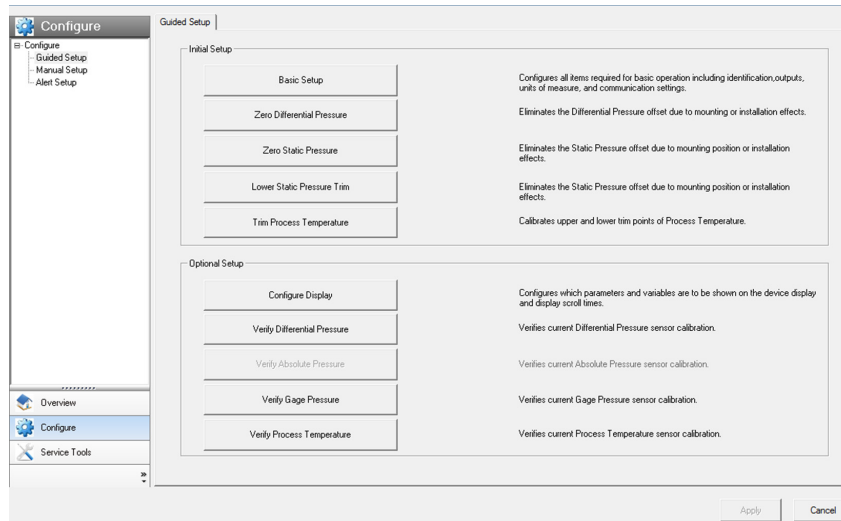 Configure
Configure
Guided Setup
Manual Setup
Alert Setup
Overview
Configure
Service Tools
Guided Setup
Initial Setup
Basic Setup
Configures all items required for basic operation including identification,outputs,
units of measure, and communication settings.
Zero Differential Pressure
Eliminates the Differential Pressure offset due to mounting or installation effects.
Zero Static Pressure
Eliminates the Static Pressure offset due to mounting position or installation
effects.
Lower Static Pressure Trim
Eliminates the Static Pressure offset due to mounting position or installation
effects.
Trim Process Temperature
Calibrates upper and lower trim points of Process Temperature.
Optional Setup
Configure Display
Configures which parameters and variables are to be shown on the device display
and display scroll times.
Verify Differential Pressure
Verifies current Differential Pressure sensor calibration.
Verify Absolute Pressure
Verifies current Absolute Pressure sensor calibration.
Verify Gage Pressure
Verifies current Gage Pressure sensor calibration.
Verify Process Temperature
Verifies current Process Temperature sensor calibration.
Apply
Cancel